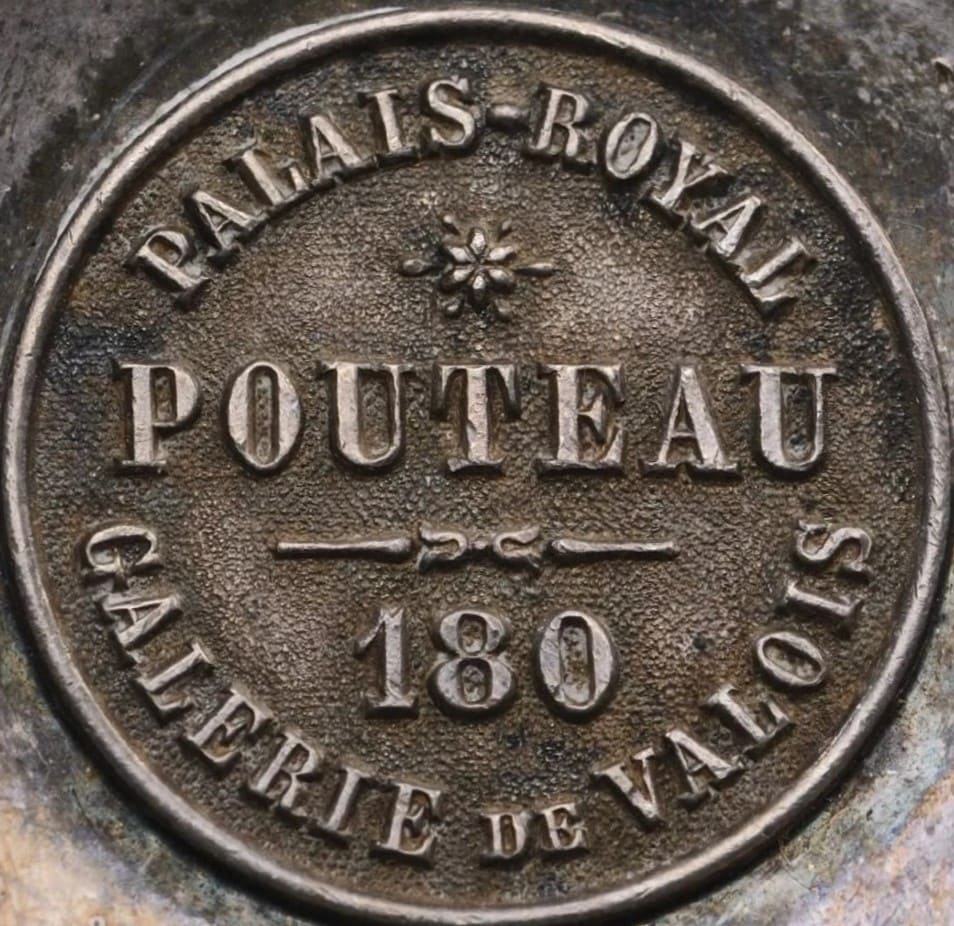 PALAIS-ROYAL
POUTEAU
180
GALERIE DE VALOIS